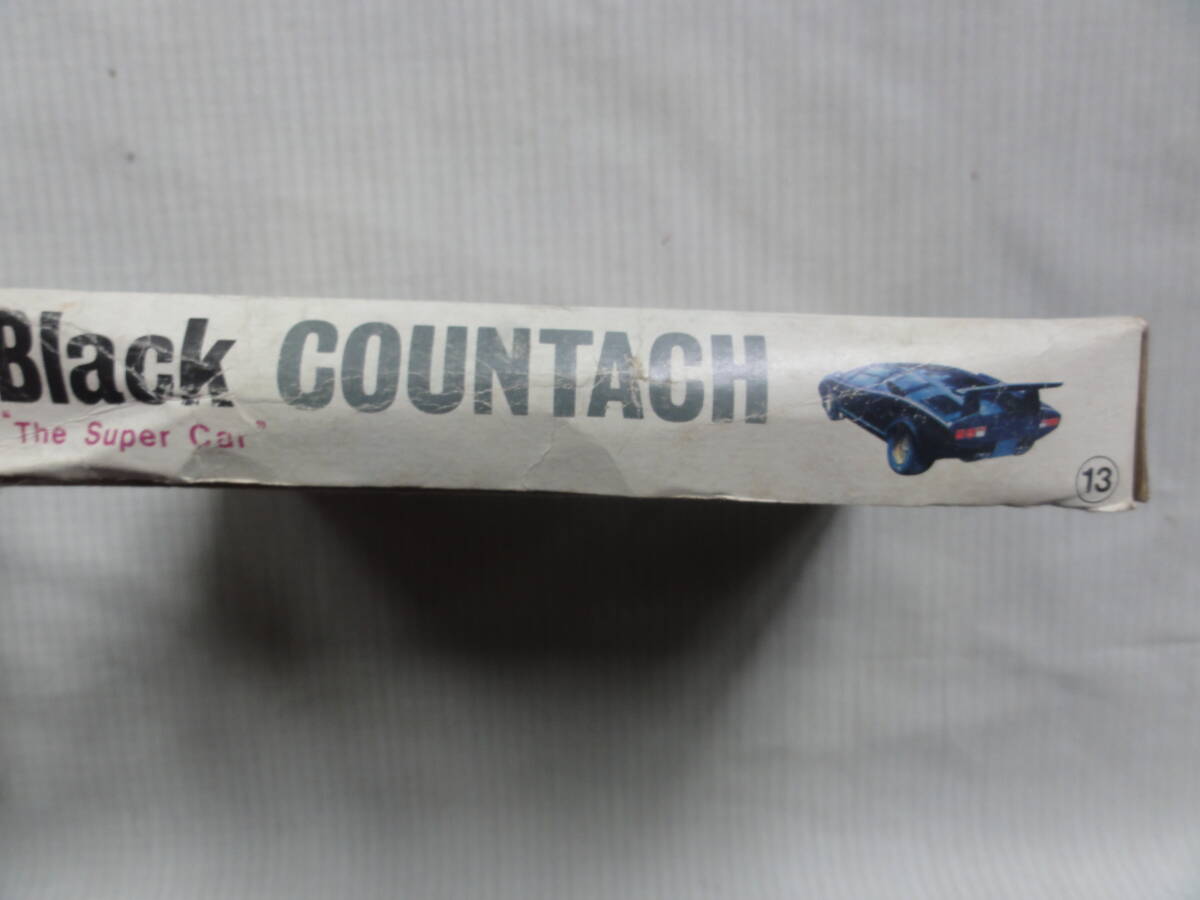 Black COUNTACH
"The Super Car"
13